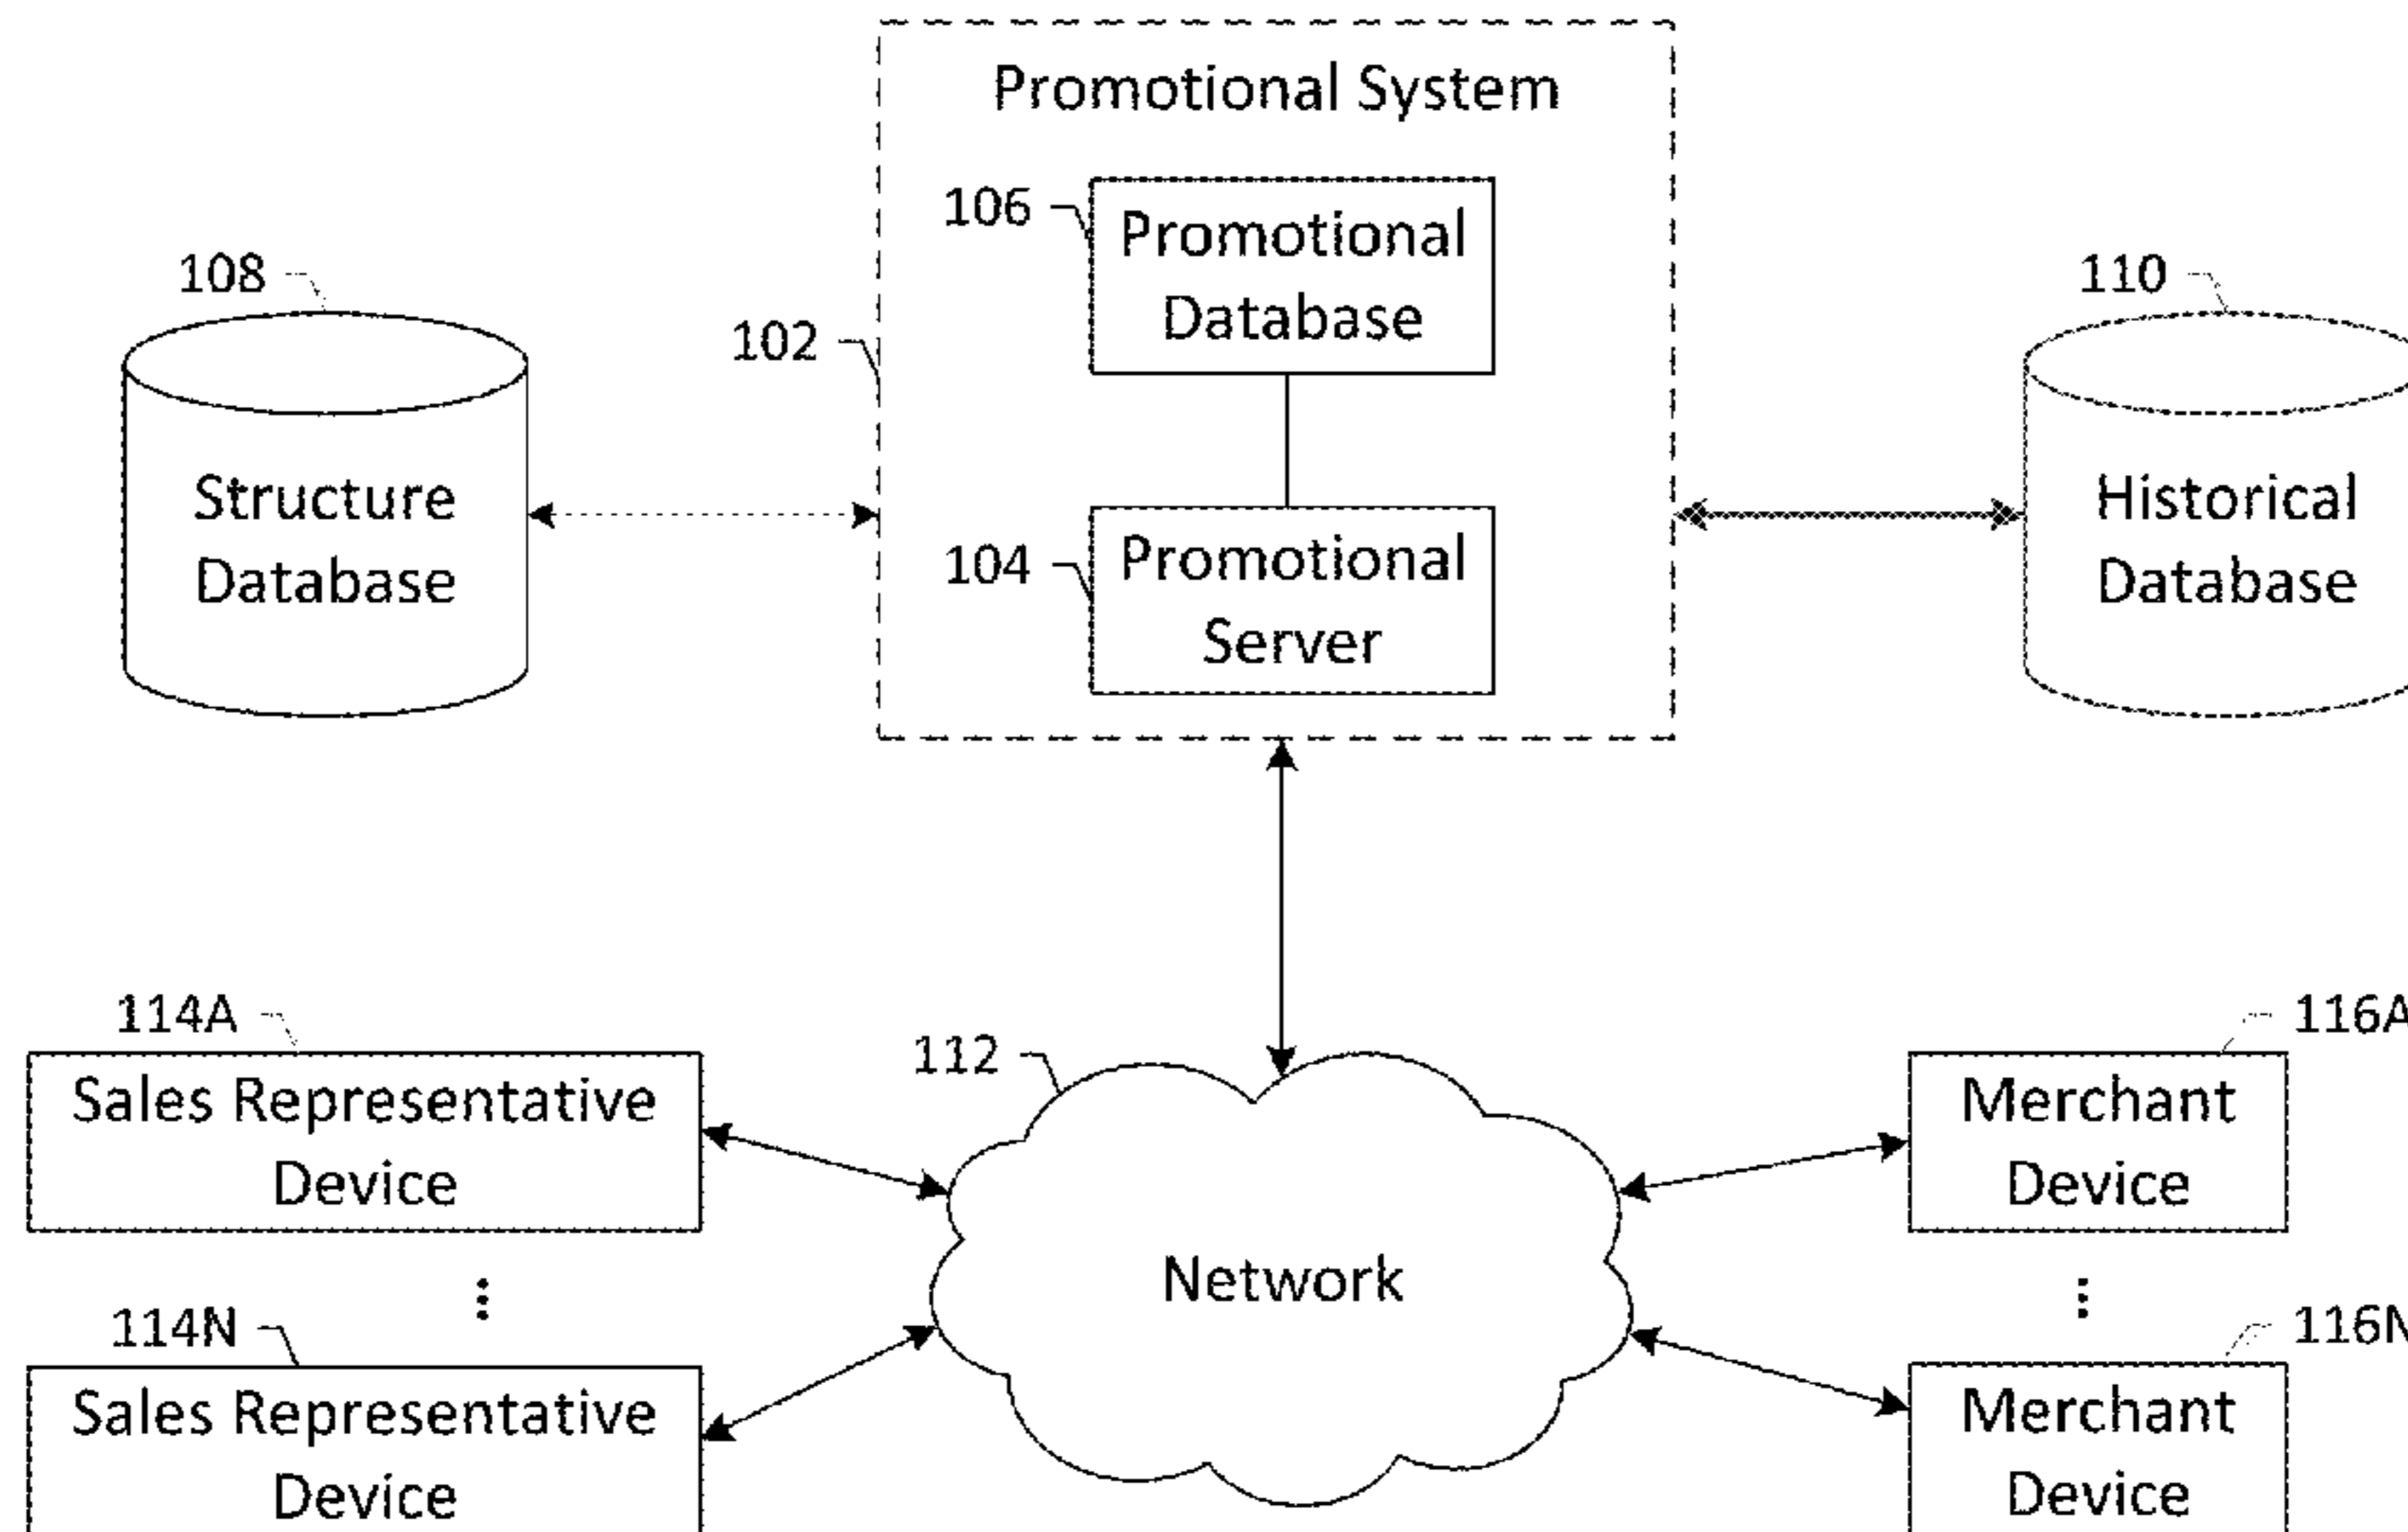 Promotional System
106
Promotional
Database
108
110
102
Structure
Database
Historical
Database
104
Promotional
Server
114A
112
116A
Sales Representative
Device
Merchant
Device
Network
114N
116N
Sales Representative
Device
Merchant
Device